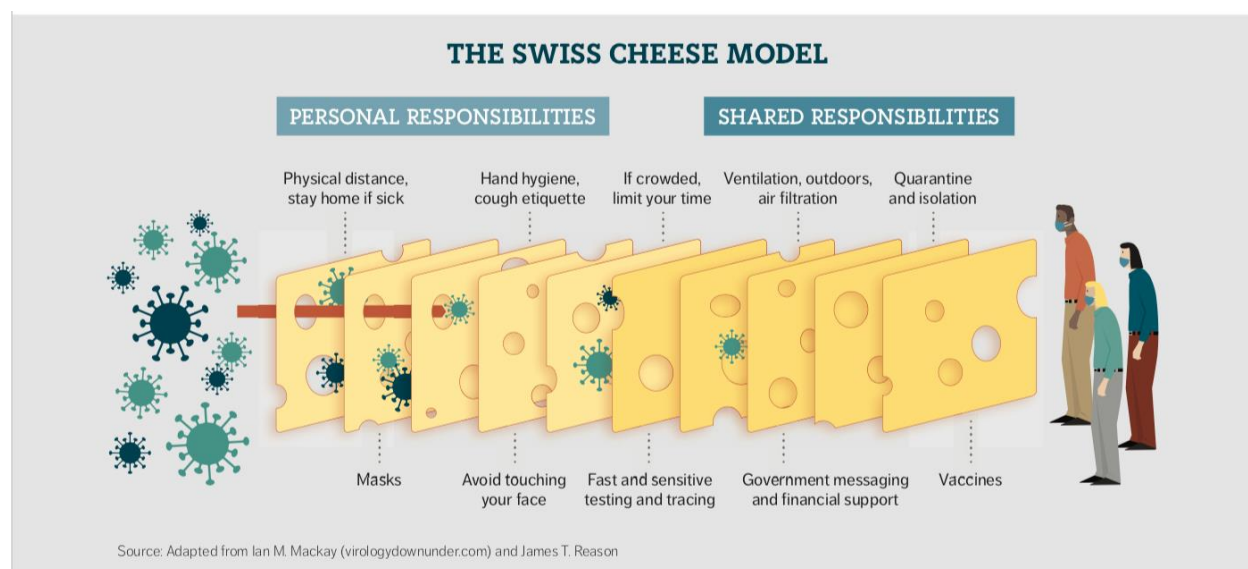 THE SWISS CHEESE MODEL
PERSONAL RESPONSIBILITIES
SHARED RESPONSIBILITIES
Physical distance,
stay home if sick
Hand hygiene,
cough etiquette
If crowded,
limit your time
Ventilation, outdoors,
air filtration
Quarantine
and isolation
Masks
Avoid touching
your face
Fast and sensitive
testing and tracing
Government messaging
and financial support
Vaccines
Source: Adapted from Ian M. Mackay (virologydownunder.com) and James T. Reason